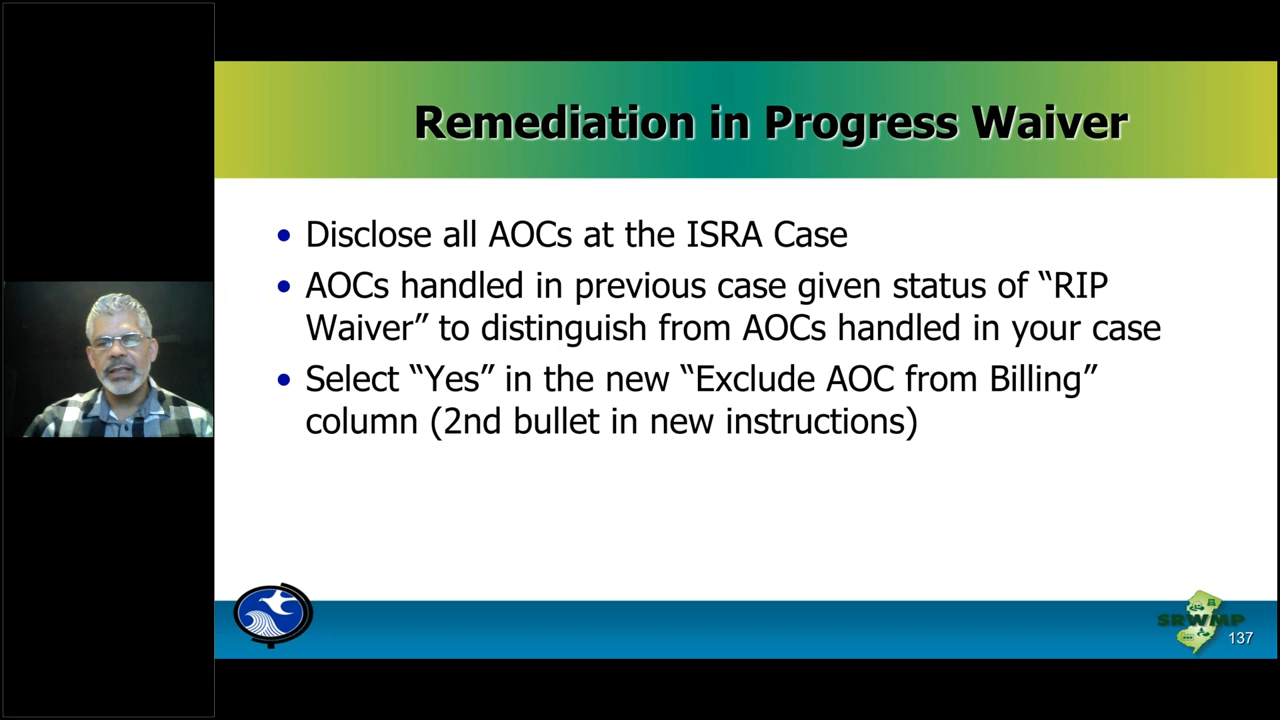 Remediation in Progress Waiver
• Disclose all AOCs at the ISRA Case
• AOCs handled in previous case given status of “RIP
Waiver” to distinguish from AOCs handled in your case
• Select “Yes” in the new “Exclude AOC from Billing”
column (2nd bullet in new instructions)
SRWMP
137